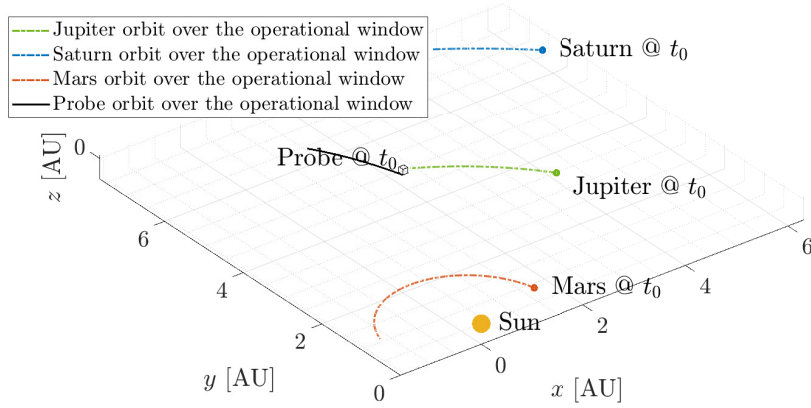 Jupiter orbit over the operational window
Saturn orbit over the operational window
Mars orbit over the operational window
Probe orbit over the operational window
Saturn @ t0
Probe @ t0
Jupiter @ t0
Mars @ t0
Sun
z [AU]
0
y [AU]
6
4
2
0
x [AU]
0
2
4
6